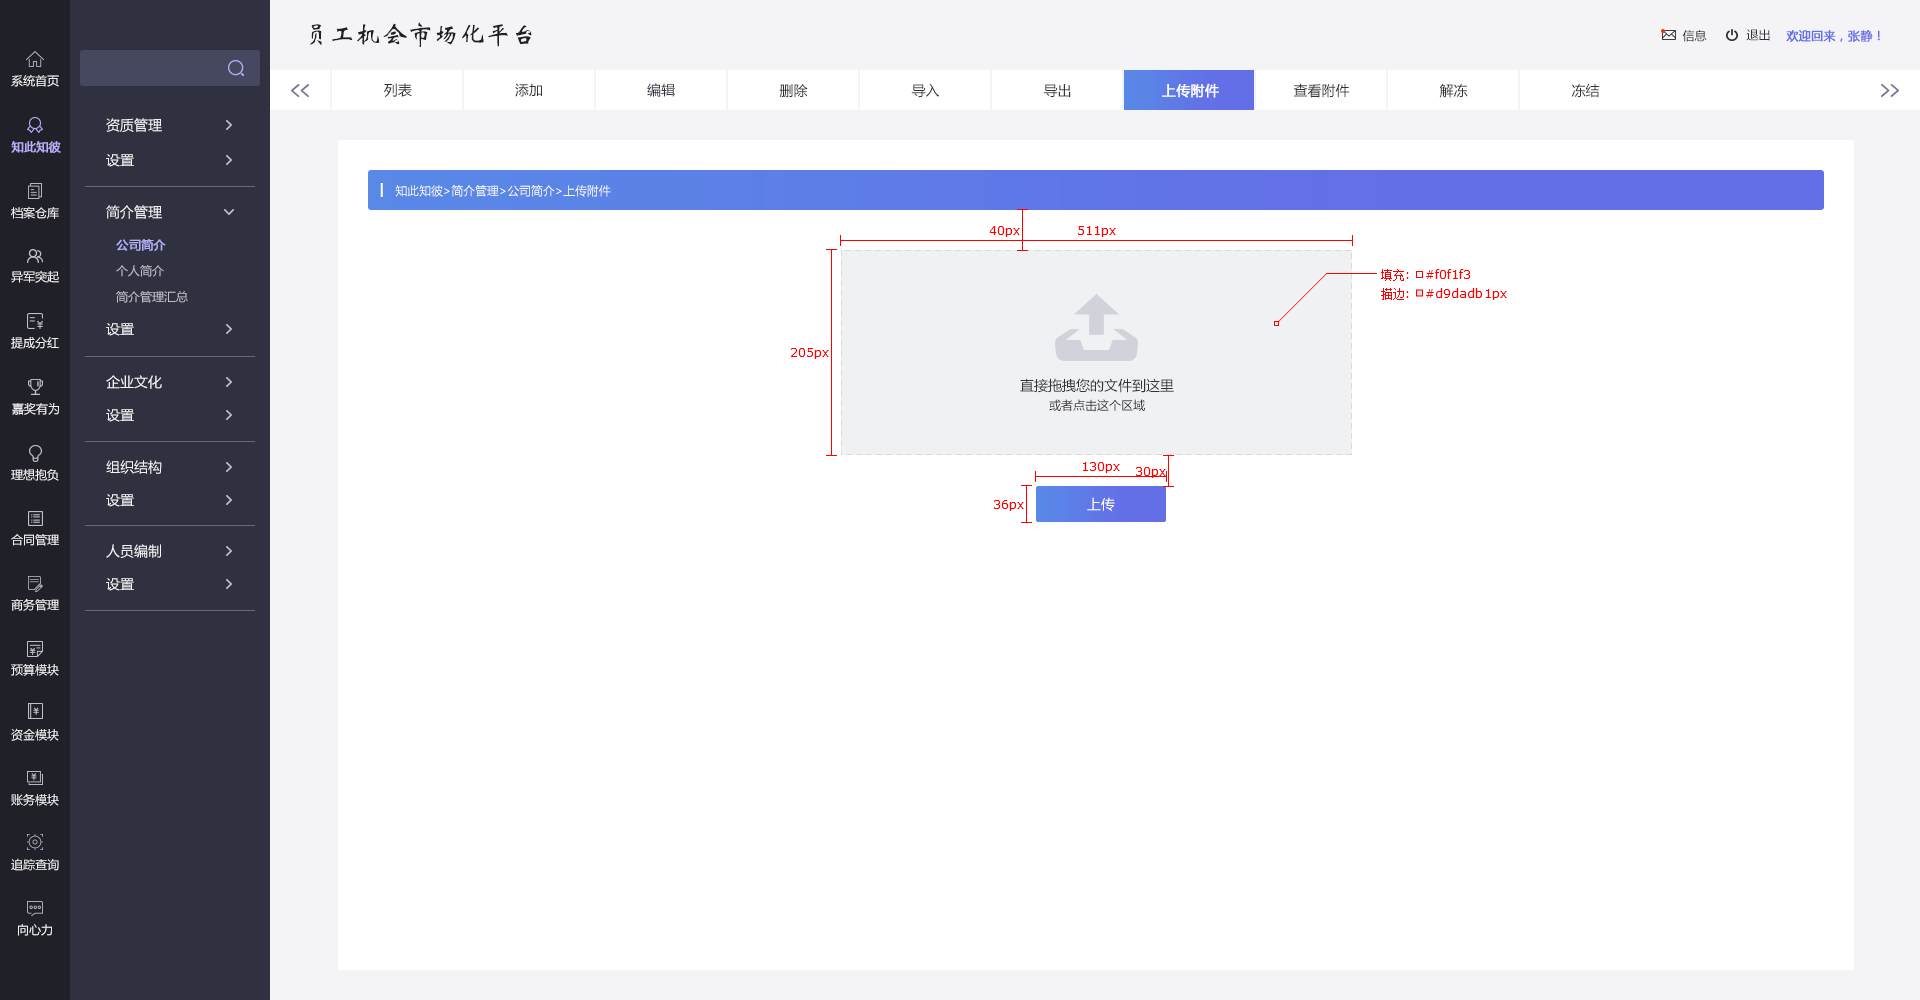 员工机会市场化平台
信息
退出
欢迎回来，张静！
系统首页
知此知彼
档案仓库
异军突起
提成分红
嘉奖有为
理想抱负
合同管理
商务管理
预算模块
资金模块
账务模块
追踪查询
向心力
资质管理
设置
简介管理
公司简介
个人简介
简介管理汇总
设置
企业文化
设置
组织结构
设置
人员编制
设置
列表
添加
编辑
删除
导入
导出
上传附件
查看附件
解冻
冻结
知此知彼>简介管理>公司简介>上传附件
40px
511px
填充：#f0f1f3
描边：#d9dadb 1px
205px
直接拖拽您的文件到这里
或者点击这个区域
130px
30px
36px
上传